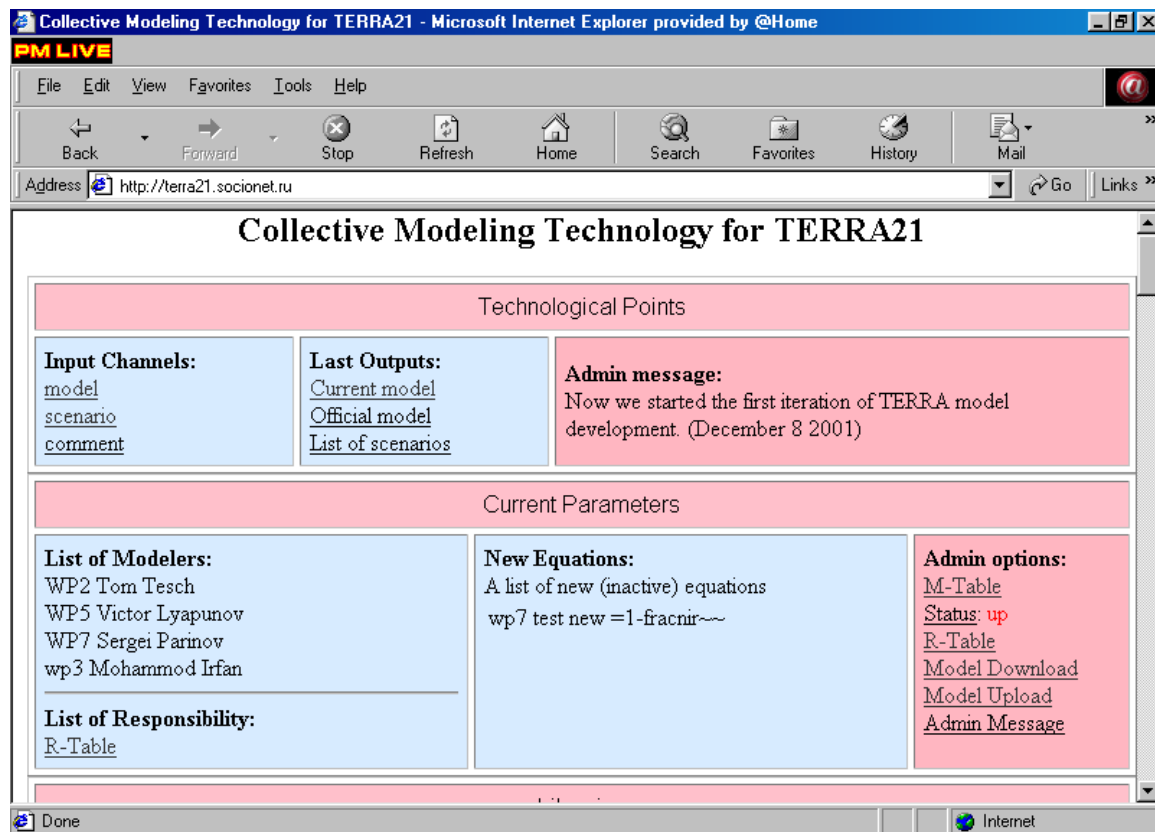 Collective Modeling Technology for TERRA21 - Microsoft Internet Explorer provided by @Home
PM LIVE
File Edit View Favorites Tools Help
Back Forward Stop Refresh Home Search Favorites History Mail »
Address http://terra21.socionet.ru Go Links »
Collective Modeling Technology for TERRA21
Technological Points
Input Channels:
model
scenario
comment
Last Outputs:
Current model
Official model
List of scenarios
Admin message:
Now we started the first iteration of TERRA model
development. (December 8 2001)
Current Parameters
List of Modelers:
WP2 Tom Tesch
WP5 Victor Lyapunov
WP7 Sergei Parinov
wp3 Mohammod Irfan
List of Responsibility:
R-Table
New Equations:
A list of new (inactive) equations
wp7 test new =1-fracnir~~
Admin options:
M-Table
Status: up
R-Table
Model Download
Model Upload
Admin Message
Done
Internet